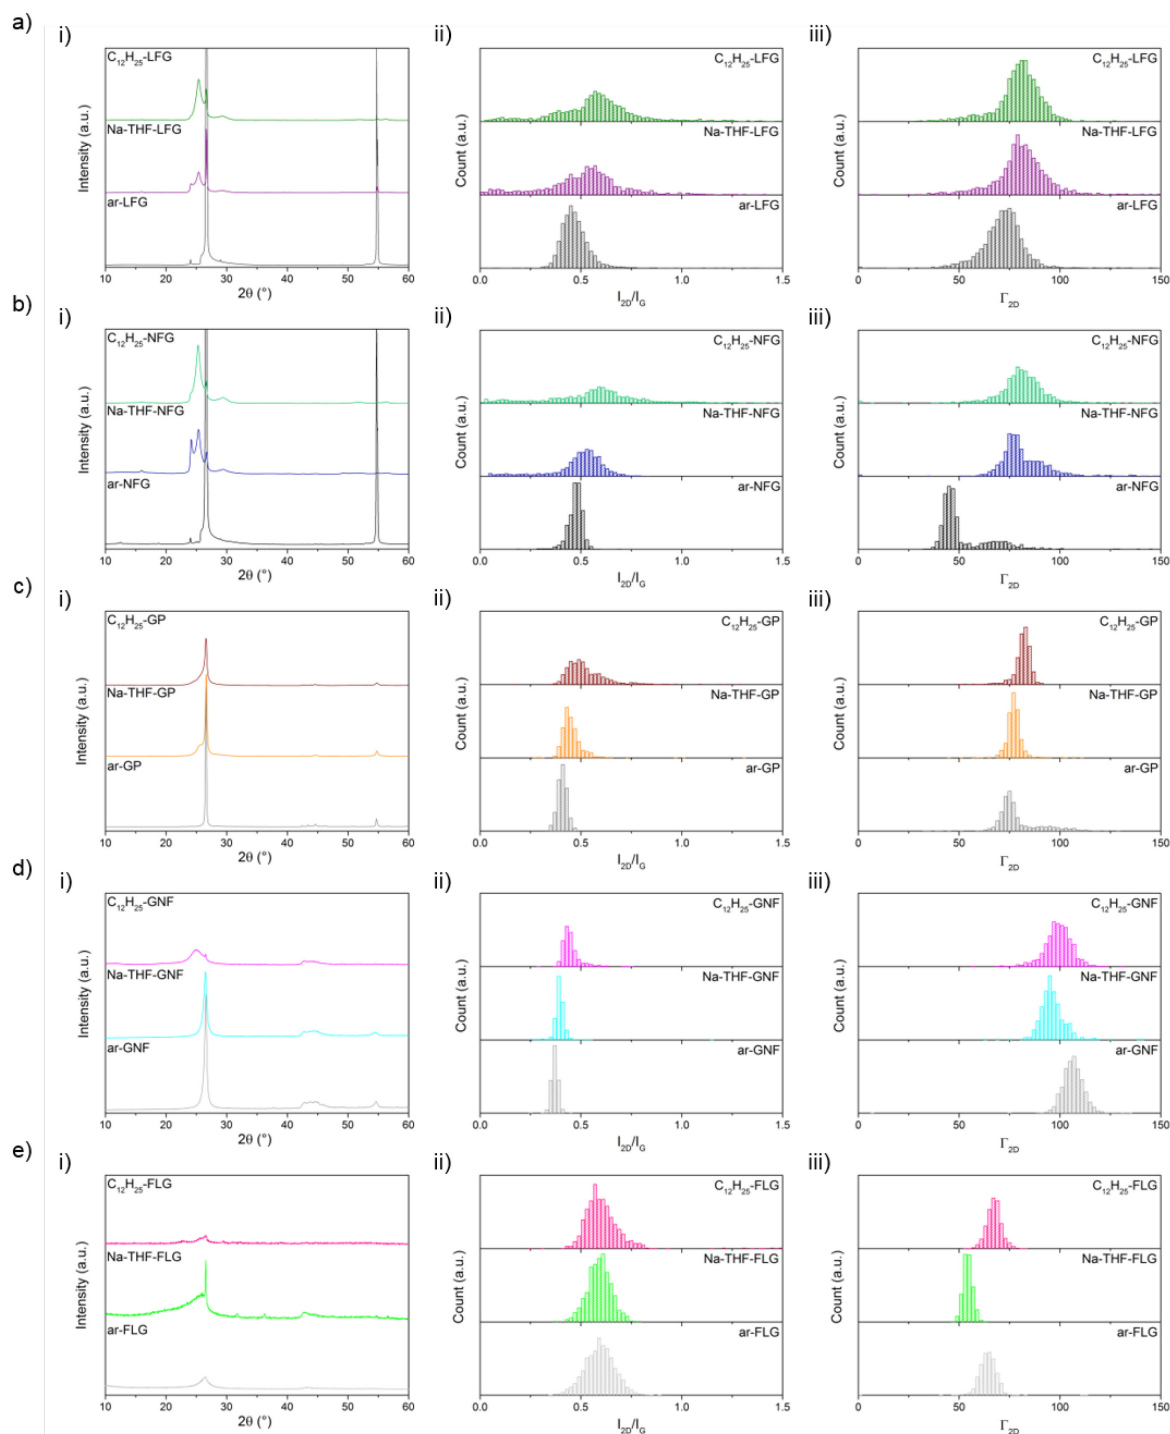 a)
i)
ii)
iii)
C₁₂H₂₅-LFG
Na-THF-LFG
ar-LFG
Intensity (a.u.)
10 20 30 40 50 60
2θ (°)
C₁₂H₂₅-LFG
Na-THF-LFG
ar-LFG
Count (a.u.)
0.0 0.5 1.0 1.5
I₂D/I_G
C₁₂H₂₅-LFG
Na-THF-LFG
ar-LFG
Count (a.u.)
0 50 100 150
Γ₂D
b)
i)
ii)
iii)
C₁₂H₂₅-NFG
Na-THF-NFG
ar-NFG
Intensity (a.u.)
10 20 30 40 50 60
2θ (°)
C₁₂H₂₅-NFG
Na-THF-NFG
ar-NFG
Count (a.u.)
0.0 0.5 1.0 1.5
I₂D/I_G
C₁₂H₂₅-NFG
Na-THF-NFG
ar-NFG
Count (a.u.)
0 50 100 150
Γ₂D
c)
i)
ii)
iii)
C₁₂H₂₅-GP
Na-THF-GP
ar-GP
Intensity (a.u.)
10 20 30 40 50 60
2θ (°)
C₁₂H₂₅-GP
Na-THF-GP
ar-GP
Count (a.u.)
0.0 0.5 1.0 1.5
I₂D/I_G
C₁₂H₂₅-GP
Na-THF-GP
ar-GP
Count (a.u.)
0 50 100 150
Γ₂D
d)
i)
ii)
iii)
C₁₂H₂₅-GNF
Na-THF-GNF
ar-GNF
Intensity (a.u.)
10 20 30 40 50 60
2θ (°)
C₁₂H₂₅-GNF
Na-THF-GNF
ar-GNF
Count (a.u.)
0.0 0.5 1.0 1.5
I₂D/I_G
C₁₂H₂₅-GNF
Na-THF-GNF
ar-GNF
Count (a.u.)
0 50 100 150
Γ₂D
e)
i)
ii)
iii)
C₁₂H₂₅-FLG
Na-THF-FLG
ar-FLG
Intensity (a.u.)
10 20 30 40 50 60
2θ (°)
C₁₂H₂₅-FLG
Na-THF-FLG
ar-FLG
Count (a.u.)
0.0 0.5 1.0 1.5
I₂D/I_G
C₁₂H₂₅-FLG
Na-THF-FLG
ar-FLG
Count (a.u.)
0 50 100 150
Γ₂D